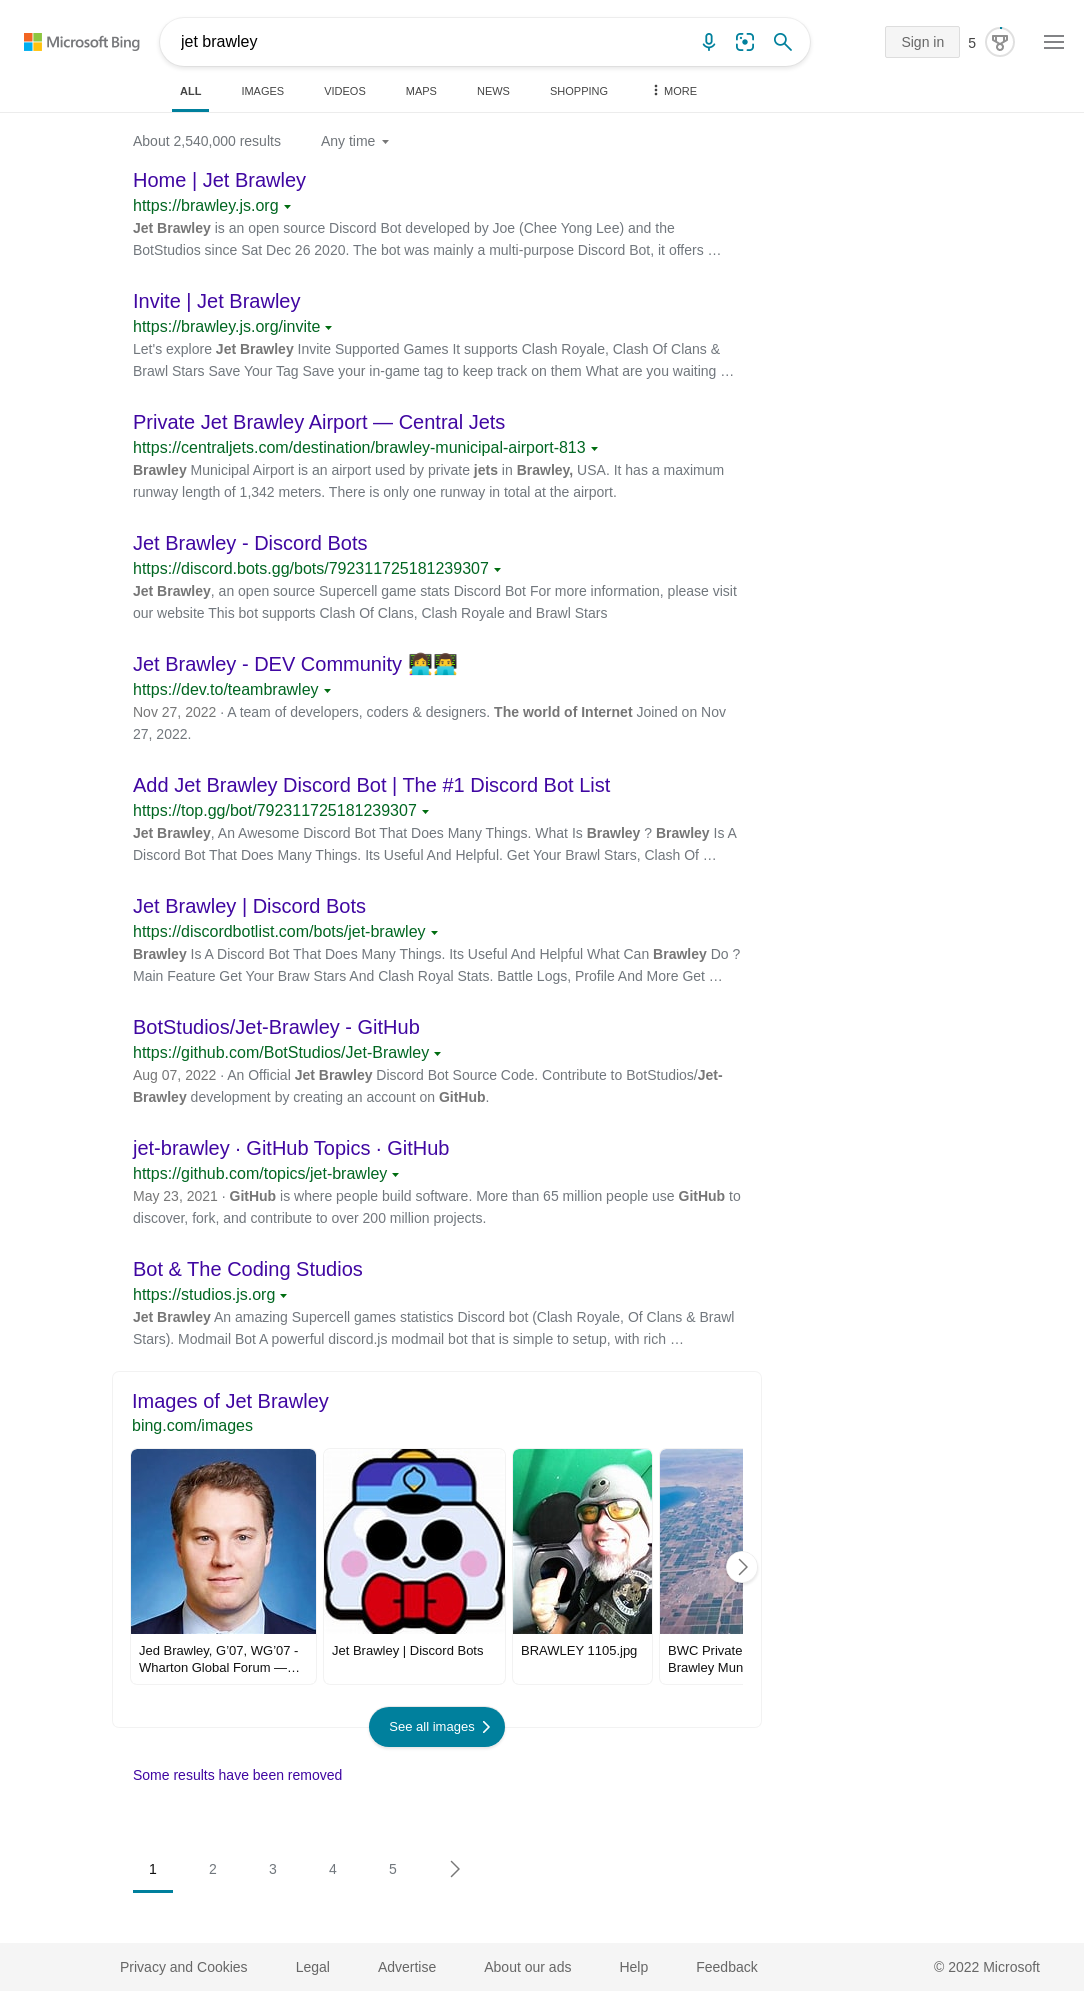 Microsoft Bing
jet brawley
Sign in
5
ALL
IMAGES
VIDEOS
MAPS
NEWS
SHOPPING
MORE
About 2,540,000 results
Any time
Home | Jet Brawley
https://brawley.js.org
Jet Brawley is an open source Discord Bot developed by Joe (Chee Yong Lee) and the
BotStudios since Sat Dec 26 2020. The bot was mainly a multi-purpose Discord Bot, it offers …
Invite | Jet Brawley
https://brawley.js.org/invite
Let's explore Jet Brawley Invite Supported Games It supports Clash Royale, Clash Of Clans &
Brawl Stars Save Your Tag Save your in-game tag to keep track on them What are you waiting …
Private Jet Brawley Airport — Central Jets
https://centraljets.com/destination/brawley-municipal-airport-813
Brawley Municipal Airport is an airport used by private jets in Brawley, USA. It has a maximum
runway length of 1,342 meters. There is only one runway in total at the airport.
Jet Brawley - Discord Bots
https://discord.bots.gg/bots/792311725181239307
Jet Brawley, an open source Supercell game stats Discord Bot For more information, please visit
our website This bot supports Clash Of Clans, Clash Royale and Brawl Stars
Jet Brawley - DEV Community 👩‍💻👨‍💻
https://dev.to/teambrawley
Nov 27, 2022 · A team of developers, coders & designers. The world of Internet Joined on Nov
27, 2022.
Add Jet Brawley Discord Bot | The #1 Discord Bot List
https://top.gg/bot/792311725181239307
Jet Brawley, An Awesome Discord Bot That Does Many Things. What Is Brawley ? Brawley Is A
Discord Bot That Does Many Things. Its Useful And Helpful. Get Your Brawl Stars, Clash Of …
Jet Brawley | Discord Bots
https://discordbotlist.com/bots/jet-brawley
Brawley Is A Discord Bot That Does Many Things. Its Useful And Helpful What Can Brawley Do ?
Main Feature Get Your Braw Stars And Clash Royal Stats. Battle Logs, Profile And More Get …
BotStudios/Jet-Brawley - GitHub
https://github.com/BotStudios/Jet-Brawley
Aug 07, 2022 · An Official Jet Brawley Discord Bot Source Code. Contribute to BotStudios/Jet-
Brawley development by creating an account on GitHub.
jet-brawley · GitHub Topics · GitHub
https://github.com/topics/jet-brawley
May 23, 2021 · GitHub is where people build software. More than 65 million people use GitHub to
discover, fork, and contribute to over 200 million projects.
Bot & The Coding Studios
https://studios.js.org
Jet Brawley An amazing Supercell games statistics Discord bot (Clash Royale, Of Clans & Brawl
Stars). Modmail Bot A powerful discord.js modmail bot that is simple to setup, with rich …
Images of Jet Brawley
bing.com/images
Jed Brawley, G'07, WG'07 -
Wharton Global Forum —…
Jet Brawley | Discord Bots
BRAWLEY 1105.jpg
BWC Private
Brawley Mun
See all images
Some results have been removed
1
2
3
4
5
Privacy and Cookies
Legal
Advertise
About our ads
Help
Feedback
© 2022 Microsoft